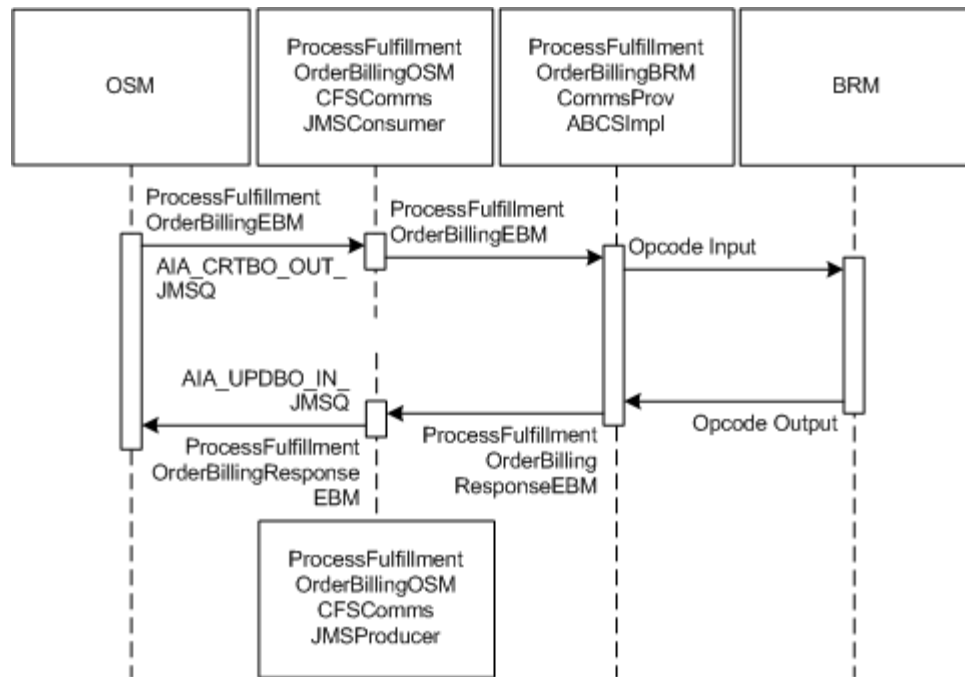 OSM
ProcessFulfillment
OrderBillingOSM
CFSComms
JMSConsumer
ProcessFulfillment
OrderBillingBRM
CommsProv
ABCSImpl
BRM
ProcessFulfillment
OrderBillingEBM
AIA_CRTBO_OUT_
JMSQ
ProcessFulfillment
OrderBillingEBM
Opcode Input
AIA_UPDBO_IN_
JMSQ
ProcessFulfillment
OrderBillingResponse
EBM
ProcessFulfillment
OrderBilling
ResponseEBM
Opcode Output
ProcessFulfillment
OrderBillingOSM
CFSComms
JMSProducer